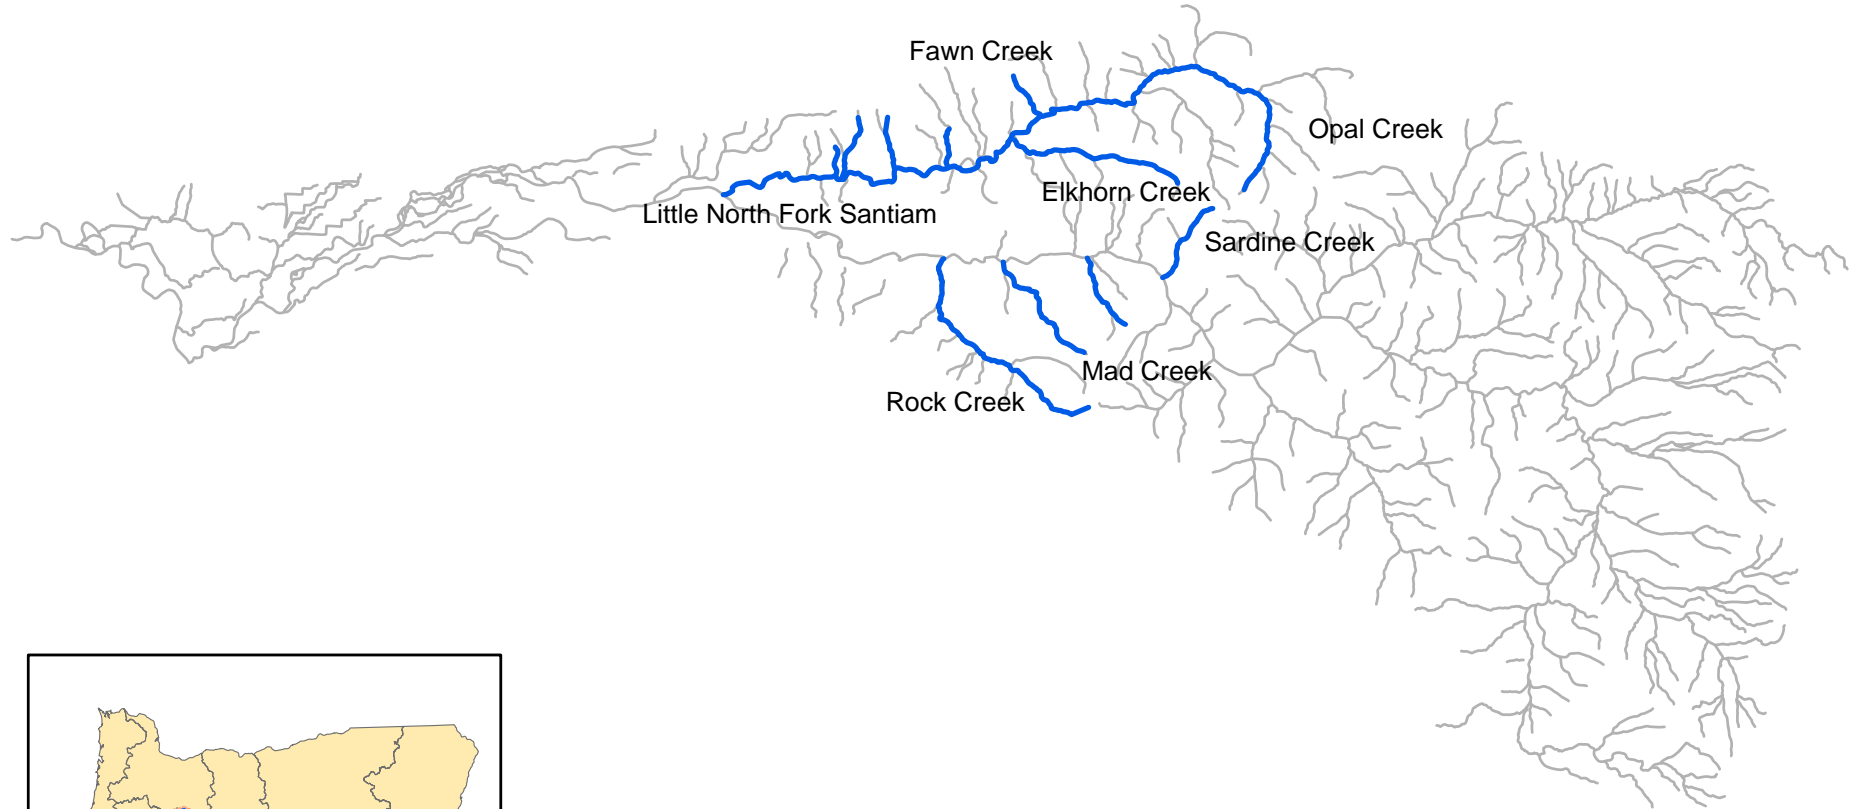 Fawn Creek
Opal Creek
Elkhorn Creek
Little North Fork Santiam
Sardine Creek
Mad Creek
Rock Creek